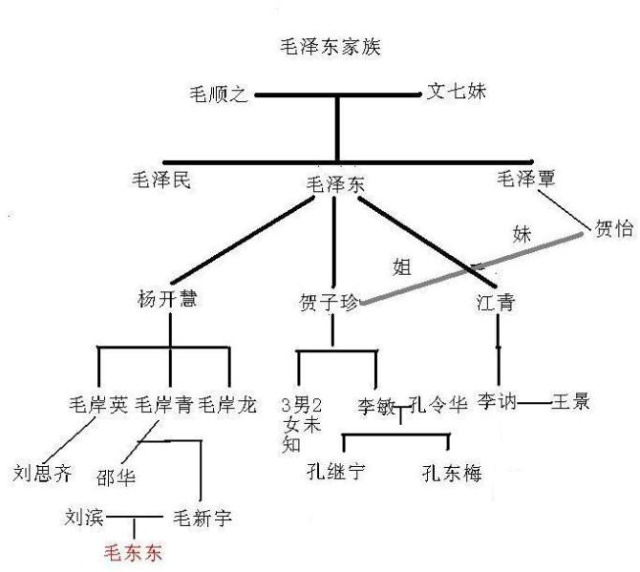 毛泽东家族
毛顺之 文七妹
毛泽民 毛泽东 毛泽覃
妹 贺怡
姐
杨开慧 贺子珍 江青
毛岸英 毛岸青 毛岸龙 3男2 李敏 孔令华 李讷 王景
女未
知
刘思齐 邵华 孔继宁 孔东梅
刘滨 毛新宇
毛东东